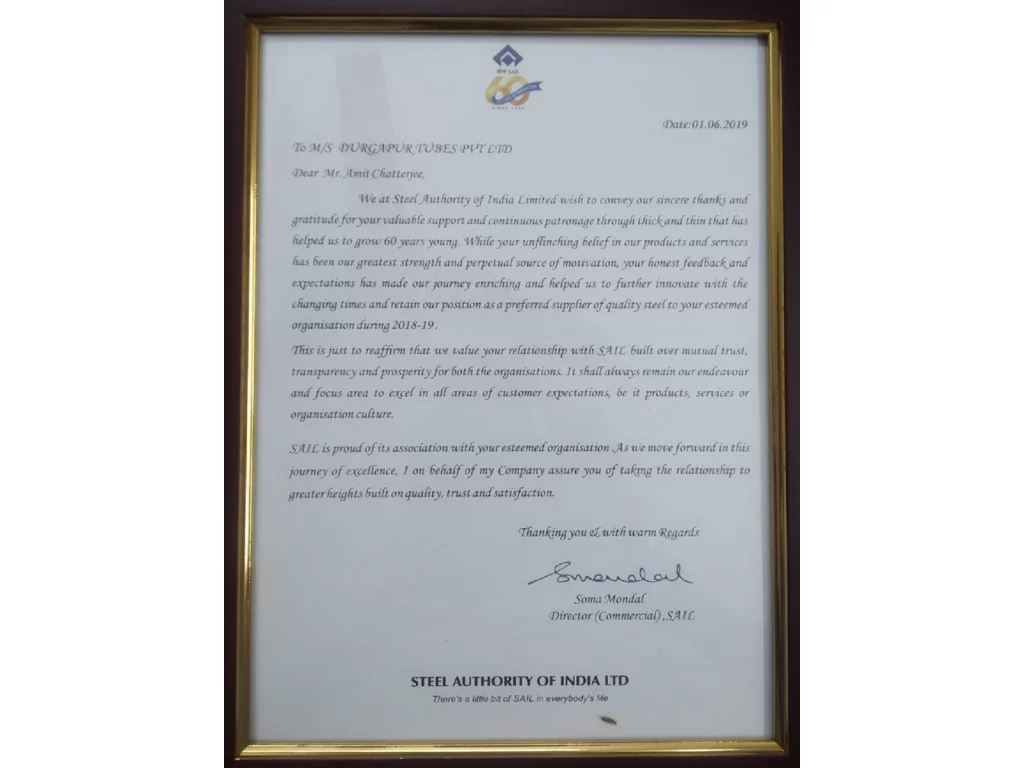 सेल SAIL
60
SINCE 1959
Date:01.06.2019
To M/S DURGAPUR TUBES PVT LTD
Dear Mr. Amit Chatterjee,
We at Steel Authority of India Limited wish to convey our sincere thanks and
gratitude for your valuable support and continuous patronage through thick and thin that has
helped us to grow 60 years young. While your unflinching belief in our products and services
has been our greatest strength and perpetual source of motivation, your honest feedback and
expectations has made our journey enriching and helped us to further innovate with the
changing times and retain our position as a preferred supplier of quality steel to your esteemed
organisation during 2018-19 .
This is just to reaffirm that we value your relationship with SAIL built over mutual trust,
transparency and prosperity for both the organisations. It shall always remain our endeavour
and focus area to excel in all areas of customer expectations, be it products, services or
organisation culture.
SAIL is proud of its association with your esteemed organisation .As we move forward in this
journey of excellence, I on behalf of my Company assure you of taking the relationship to
greater heights built on quality, trust and satisfaction.
Thanking you & with warm Regards
Smondal
Soma Mondal
Director (Commercial) ,SAIL
STEEL AUTHORITY OF INDIA LTD
There's a little bit of SAIL in everybody's life